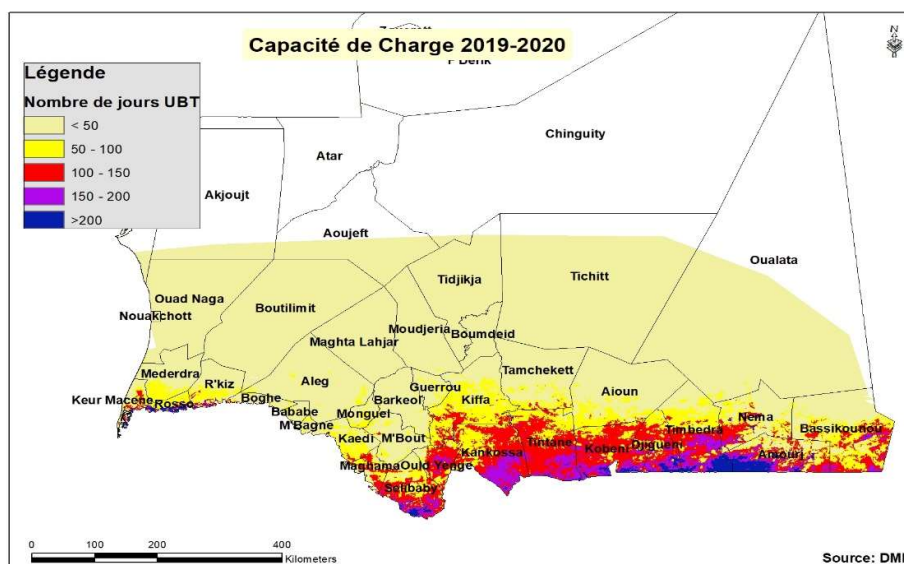 Capacité de Charge 2019-2020
N
Légende
Nombre de jours UBT
< 50
50 - 100
100 - 150
150 - 200
>200
Chinguity
Atar
Akjoujt
Aoujeft
Oualata
Tidjikja
Tichitt
Ouad Naga
Nouakchott
Boutilimit
Moudjeria
Boumdeid
Maghta Lahjar
Mederdra
R'kiz
Aleg
Guerrou
Tamchekett
Aioun
Keur Macene
Rosso
Boghe
Barkeol
Kiffa
Bababe
Monguel
M'Bagne
Nema
Bassikounou
Kaedi
M'Bout
Timbedra
Tintane
Kobeni
Djigueni
Kankossa
Amourj
Maghama
Ould Yenge
Selibaby
0 100 200 400
Kilometers
Source: DMI